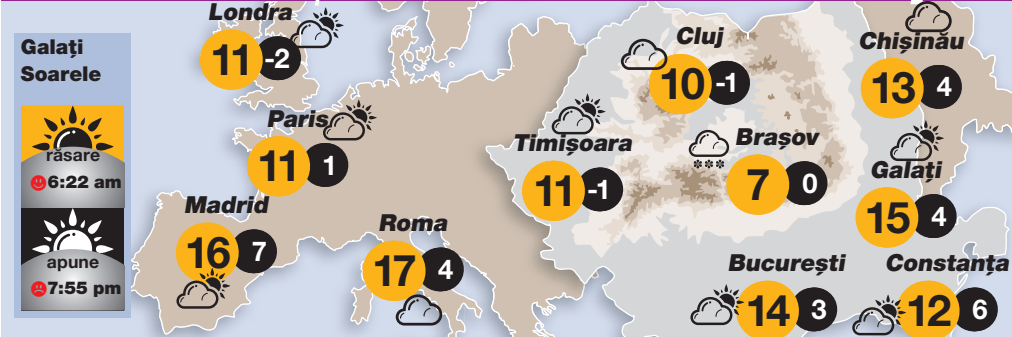 Galați
Soarele
răsare
6:22 am
apune
7:55 pm
Londra
11 -2
Paris
11 1
Madrid
16 7
Roma
17 4
Timișoara
11 -1
Cluj
10 -1
Brașov
7 0
Chișinău
13 4
Galați
15 4
București
14 3
Constanța
12 6